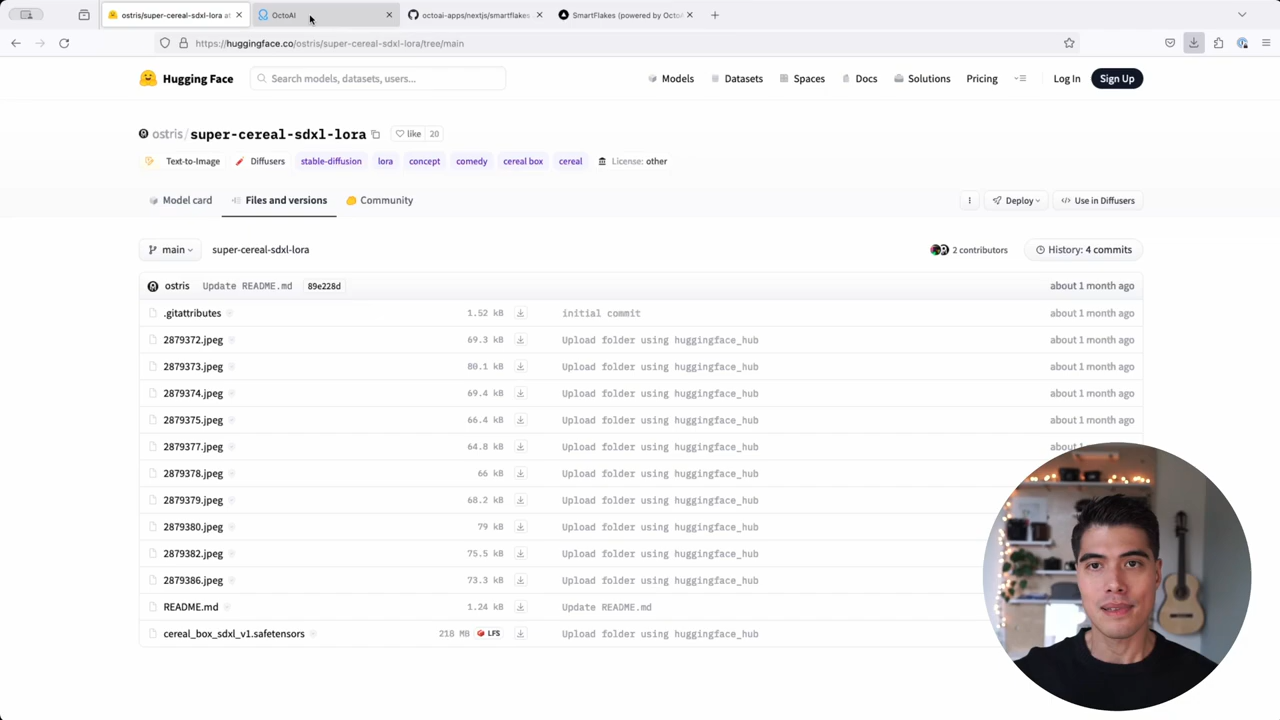 ostris/super-cereal-sdxl-lora at
OctoAI
octoai-apps/nextjs/smartflakes
SmartFlakes (powered by OctoA
https://huggingface.co/ostris/super-cereal-sdxl-lora/tree/main
Hugging Face
Search models, datasets, users...
Models
Datasets
Spaces
Docs
Solutions
Pricing
Log In
Sign Up
ostris/super-cereal-sdxl-lora
like 20
Text-to-Image
Diffusers
stable-diffusion
lora
concept
comedy
cereal box
cereal
License: other
Model card
Files and versions
Community
Deploy
Use in Diffusers
main
super-cereal-sdxl-lora
2 contributors
History: 4 commits
ostris Update README.md 89e228d about 1 month ago
.gitattributes 1.52 kB initial commit about 1 month ago
2879372.jpeg 69.3 kB Upload folder using huggingface_hub about 1 month ago
2879373.jpeg 80.1 kB Upload folder using huggingface_hub about 1 month ago
2879374.jpeg 69.4 kB Upload folder using huggingface_hub about 1 month ago
2879375.jpeg 66.4 kB Upload folder using huggingface_hub about 1 month ago
2879377.jpeg 64.8 kB Upload folder using huggingface_hub about
2879378.jpeg 66 kB Upload folder using huggingface_hub
2879379.jpeg 68.2 kB Upload folder using huggingface_hub
2879380.jpeg 79 kB Upload folder using huggingface_hub
2879382.jpeg 75.5 kB Upload folder using huggingface_hub
2879386.jpeg 73.3 kB Upload folder using huggingface_hub
README.md 1.24 kB Update README.md
cereal_box_sdxl_v1.safetensors 218 MB LFS Upload folder using huggingface_hub